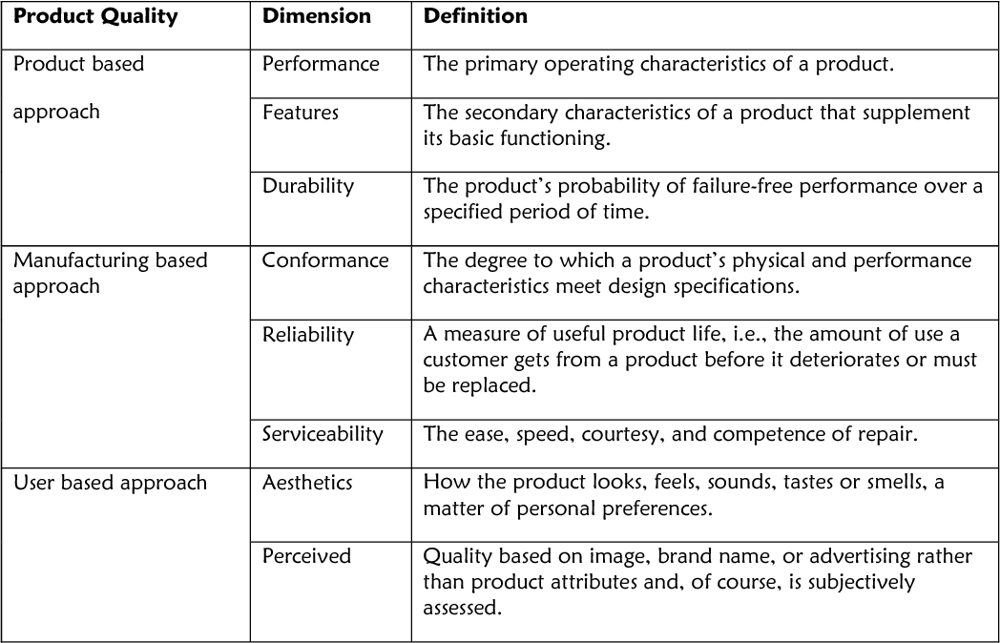 Product Quality Dimension Definition
Product based Performance The primary operating characteristics of a product.
approach Features The secondary characteristics of a product that supplement
its basic functioning.
Durability The product’s probability of failure-free performance over a
specified period of time.
Manufacturing based Conformance The degree to which a product’s physical and performance
approach characteristics meet design specifications.
Reliability A measure of useful product life, i.e., the amount of use a
customer gets from a product before it deteriorates or must
be replaced.
Serviceability The ease, speed, courtesy, and competence of repair.
User based approach Aesthetics How the product looks, feels, sounds, tastes or smells, a
matter of personal preferences.
Perceived Quality based on image, brand name, or advertising rather
than product attributes and, of course, is subjectively
assessed.